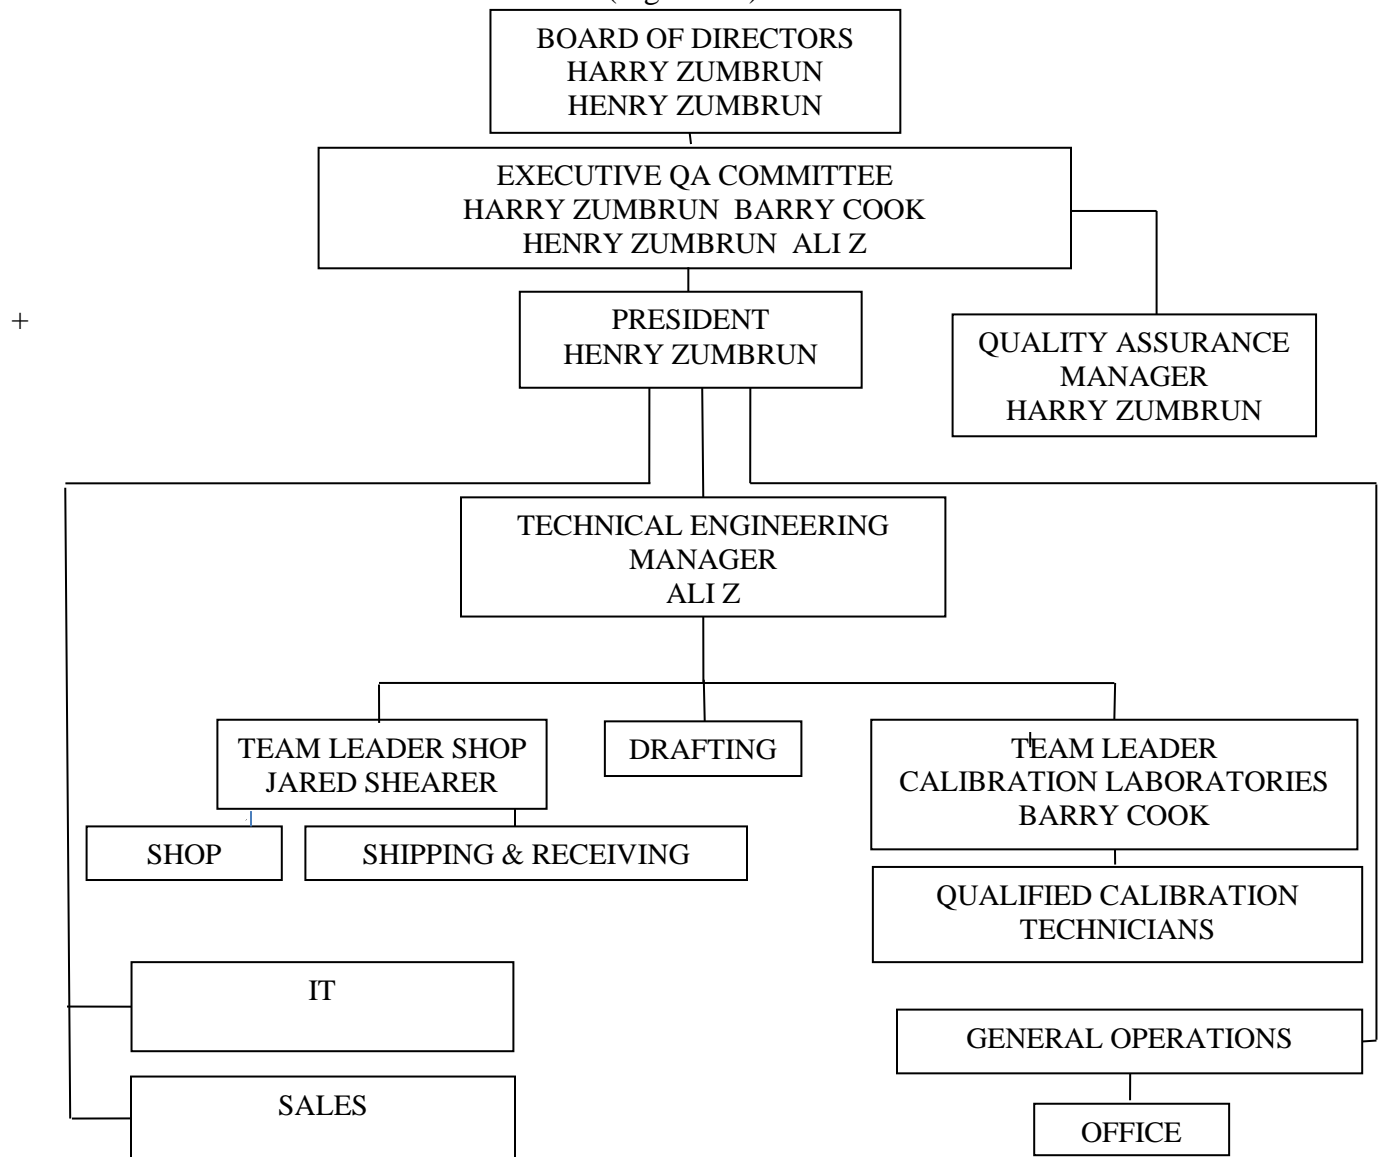 BOARD OF DIRECTORS
HARRY ZUMBRUN
HENRY ZUMBRUN
EXECUTIVE QA COMMITTEE
HARRY ZUMBRUN BARRY COOK
HENRY ZUMBRUN ALI Z
+
PRESIDENT
HENRY ZUMBRUN
QUALITY ASSURANCE
MANAGER
HARRY ZUMBRUN
TECHNICAL ENGINEERING
MANAGER
ALI Z
TEAM LEADER SHOP
JARED SHEARER
DRAFTING
TEAM LEADER
CALIBRATION LABORATORIES
BARRY COOK
SHOP
SHIPPING & RECEIVING
QUALIFIED CALIBRATION
TECHNICIANS
IT
GENERAL OPERATIONS
SALES
OFFICE